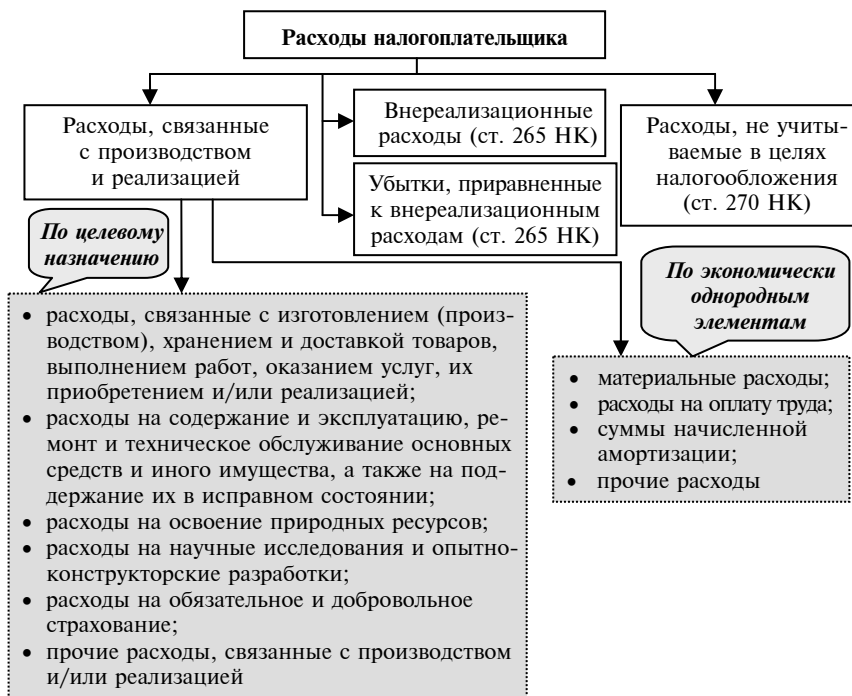 Расходы налогоплательщика
Расходы, связанные
с производством
и реализацией
Внереализационные
расходы (ст. 265 НК)
Убытки, приравненные
к внереализационным
расходам (ст. 265 НК)
Расходы, не учиты-
ваемые в целях
налогообложения
(ст. 270 НК)
По целевому
назначению
• расходы, связанные с изготовлением (произ-
водством), хранением и доставкой товаров,
выполнением работ, оказанием услуг, их
приобретением и/или реализацией;
• расходы на содержание и эксплуатацию, ре-
монт и техническое обслуживание основных
средств и иного имущества, а также на под-
держание их в исправном состоянии;
• расходы на освоение природных ресурсов;
• расходы на научные исследования и опытно-
конструкторские разработки;
• расходы на обязательное и добровольное
страхование;
• прочие расходы, связанные с производством
и/или реализацией
По экономически
однородным
элементам
• материальные расходы;
• расходы на оплату труда;
• суммы начисленной
амортизации;
• прочие расходы